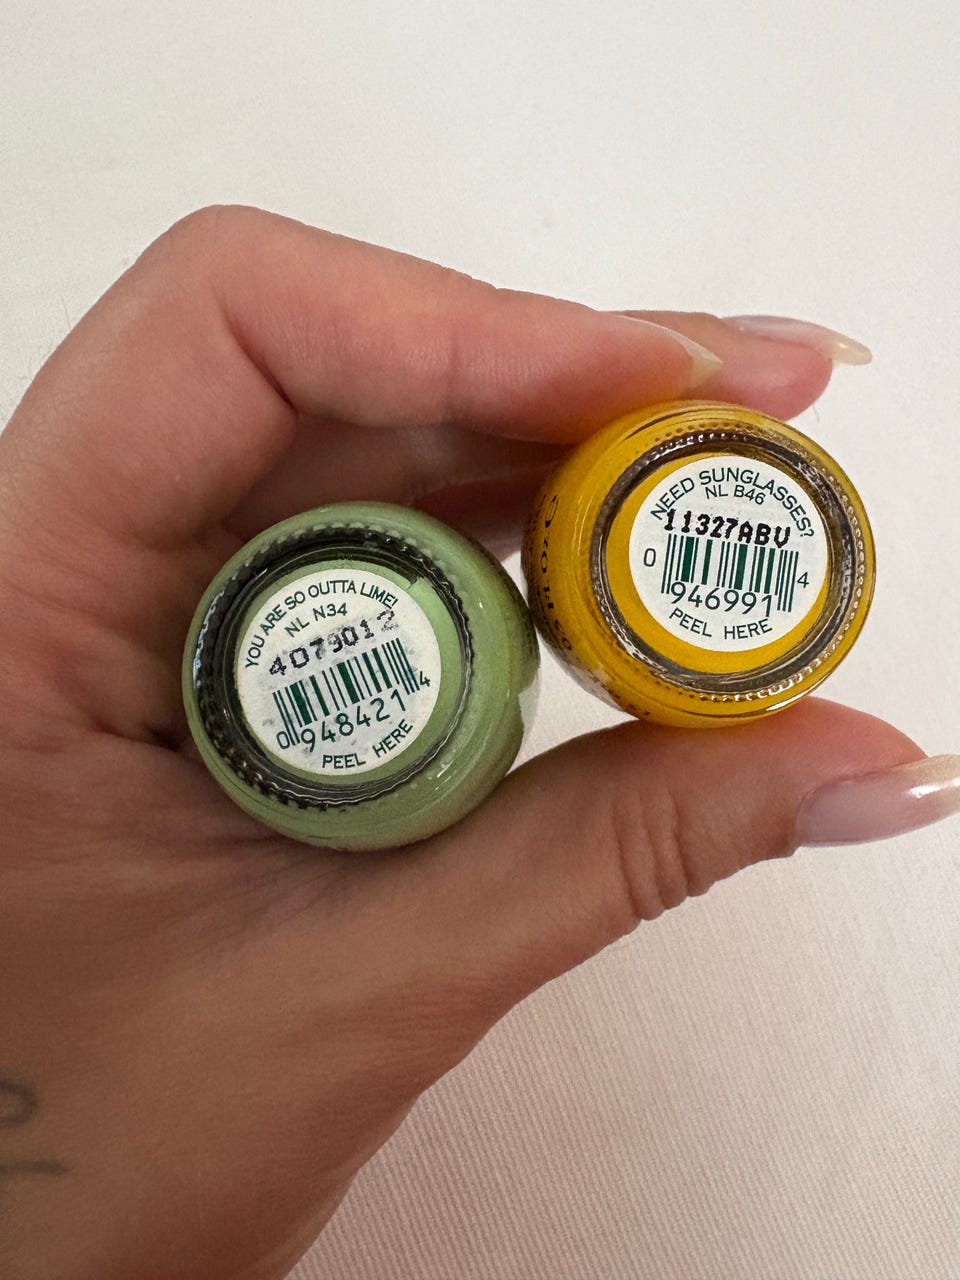 YOU ARE SO OUTTA LIME!
NL N34
4079012
0 948421 4
PEEL HERE
NEED SUNGLASSES?
NL B46
11327ABV
0 946991 4
PEEL HERE